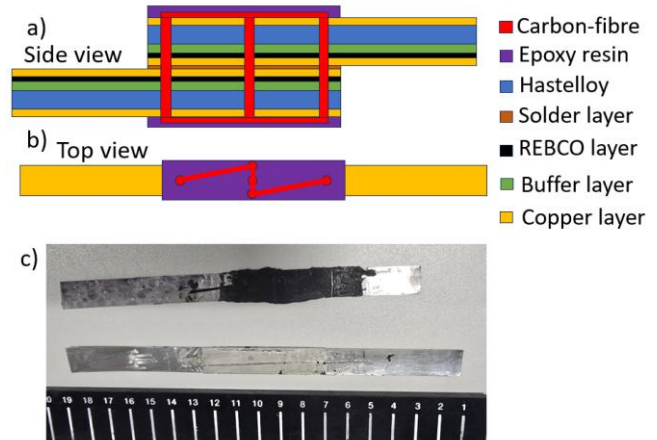 a)
Side view
b)
Top view
Carbon-fibre
Epoxy resin
Hastelloy
Solder layer
REBCO layer
Buffer layer
Copper layer
c)
20 19 18 17 16 15 14 13 12 11 10 9 8 7 6 5 4 3 2 1